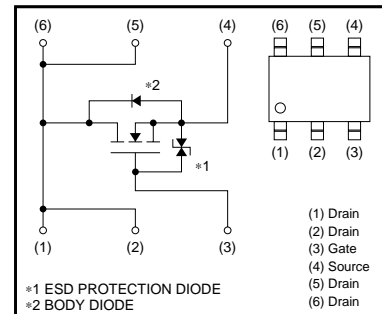 (6) (5) (4)
(6) (5) (4)
∗2
∗1
(1) (2) (3)
(1) (2) (3)
(1) Drain
(2) Drain
(3) Gate
(4) Source
(5) Drain
(6) Drain
∗1 ESD PROTECTION DIODE
∗2 BODY DIODE